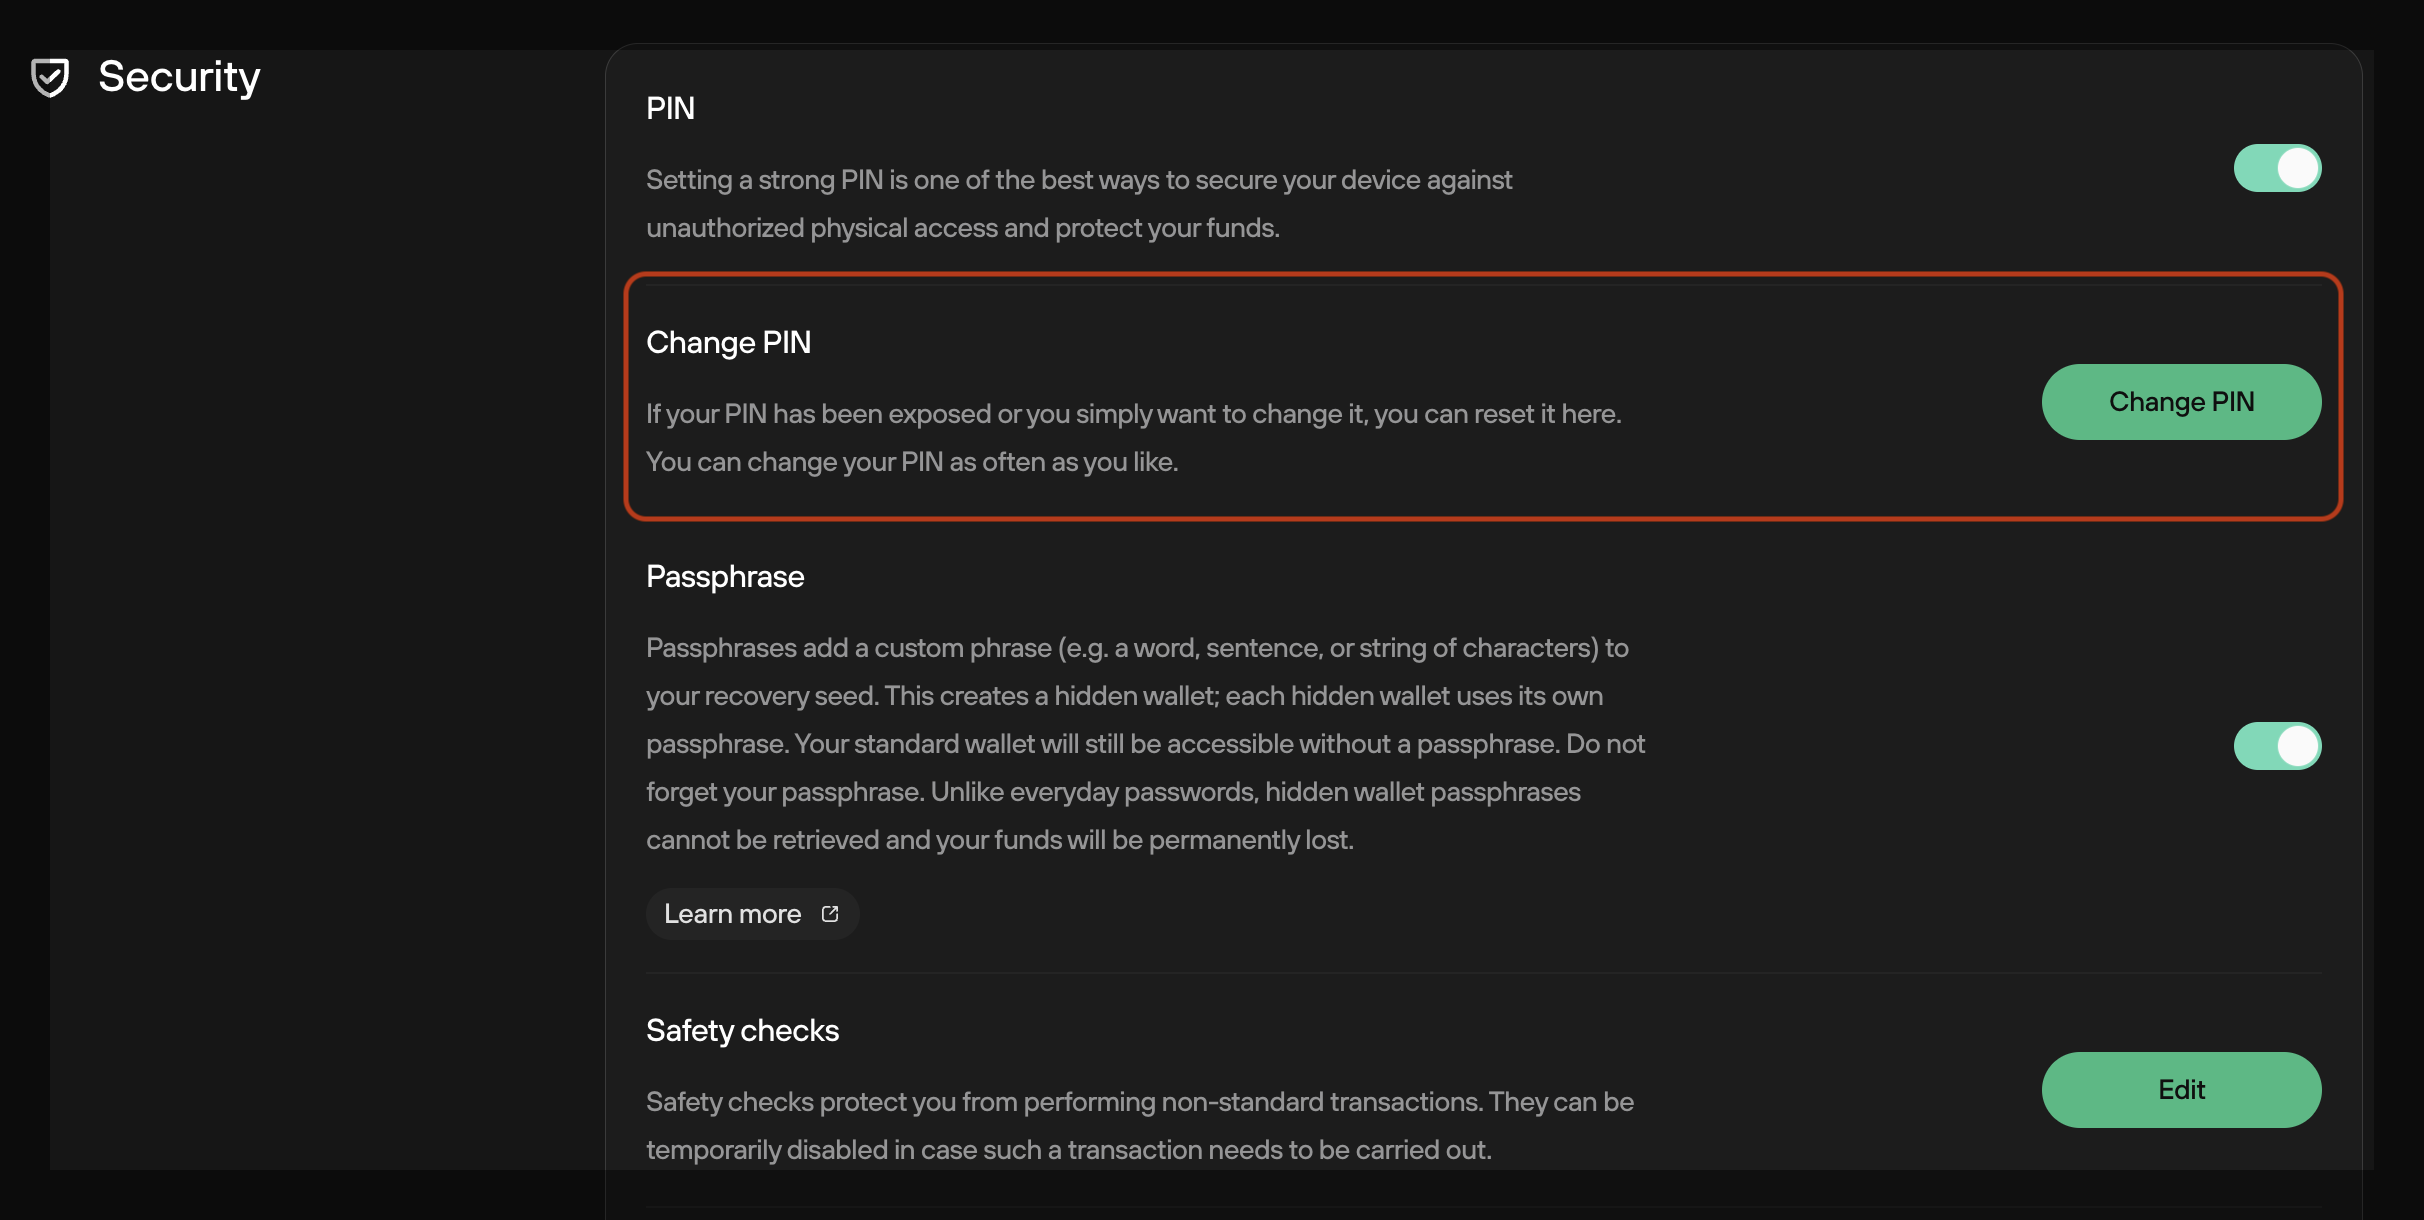 Security
PIN
Setting a strong PIN is one of the best ways to secure your device against
unauthorized physical access and protect your funds.
Change PIN
If your PIN has been exposed or you simply want to change it, you can reset it here.
You can change your PIN as often as you like.
Change PIN
Passphrase
Passphrases add a custom phrase (e.g. a word, sentence, or string of characters) to
your recovery seed. This creates a hidden wallet; each hidden wallet uses its own
passphrase. Your standard wallet will still be accessible without a passphrase. Do not
forget your passphrase. Unlike everyday passwords, hidden wallet passphrases
cannot be retrieved and your funds will be permanently lost.
Learn more
Safety checks
Safety checks protect you from performing non-standard transactions. They can be
temporarily disabled in case such a transaction needs to be carried out.
Edit